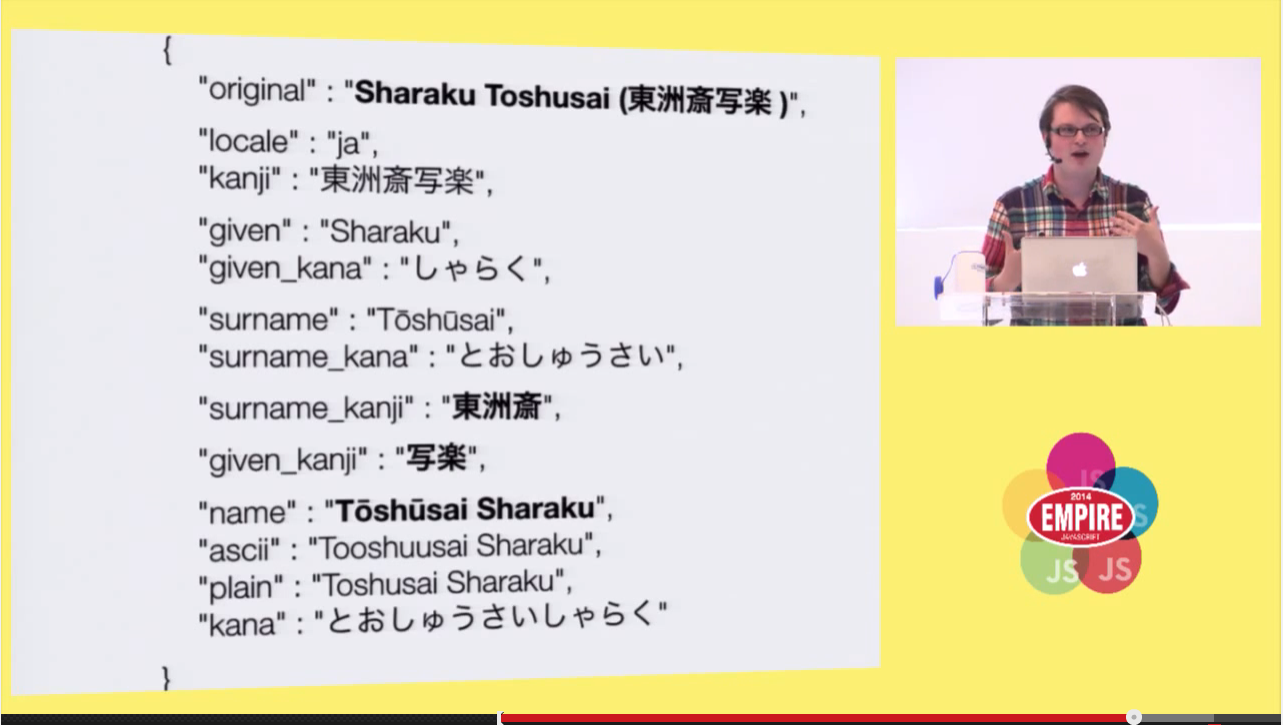 {
"original" : "Sharaku Toshusai (東洲斎写楽 )",
"locale" : "ja",
"kanji" : "東洲斎写楽",
"given" : "Sharaku",
"given_kana" : "しゃらく",
"surname" : "Tōshūsai",
"surname_kana" : "とおしゅうさい",
"surname_kanji" : "東洲斎",
"given_kanji" : "写楽",
"name" : "Tōshūsai Sharaku",
"ascii" : "Tooshuusai Sharaku",
"plain" : "Toshusai Sharaku",
"kana" : "とおしゅうさいしゃらく"
}
JS
2014
EMPIRE
JAVASCRIPT
JS
JS
JS